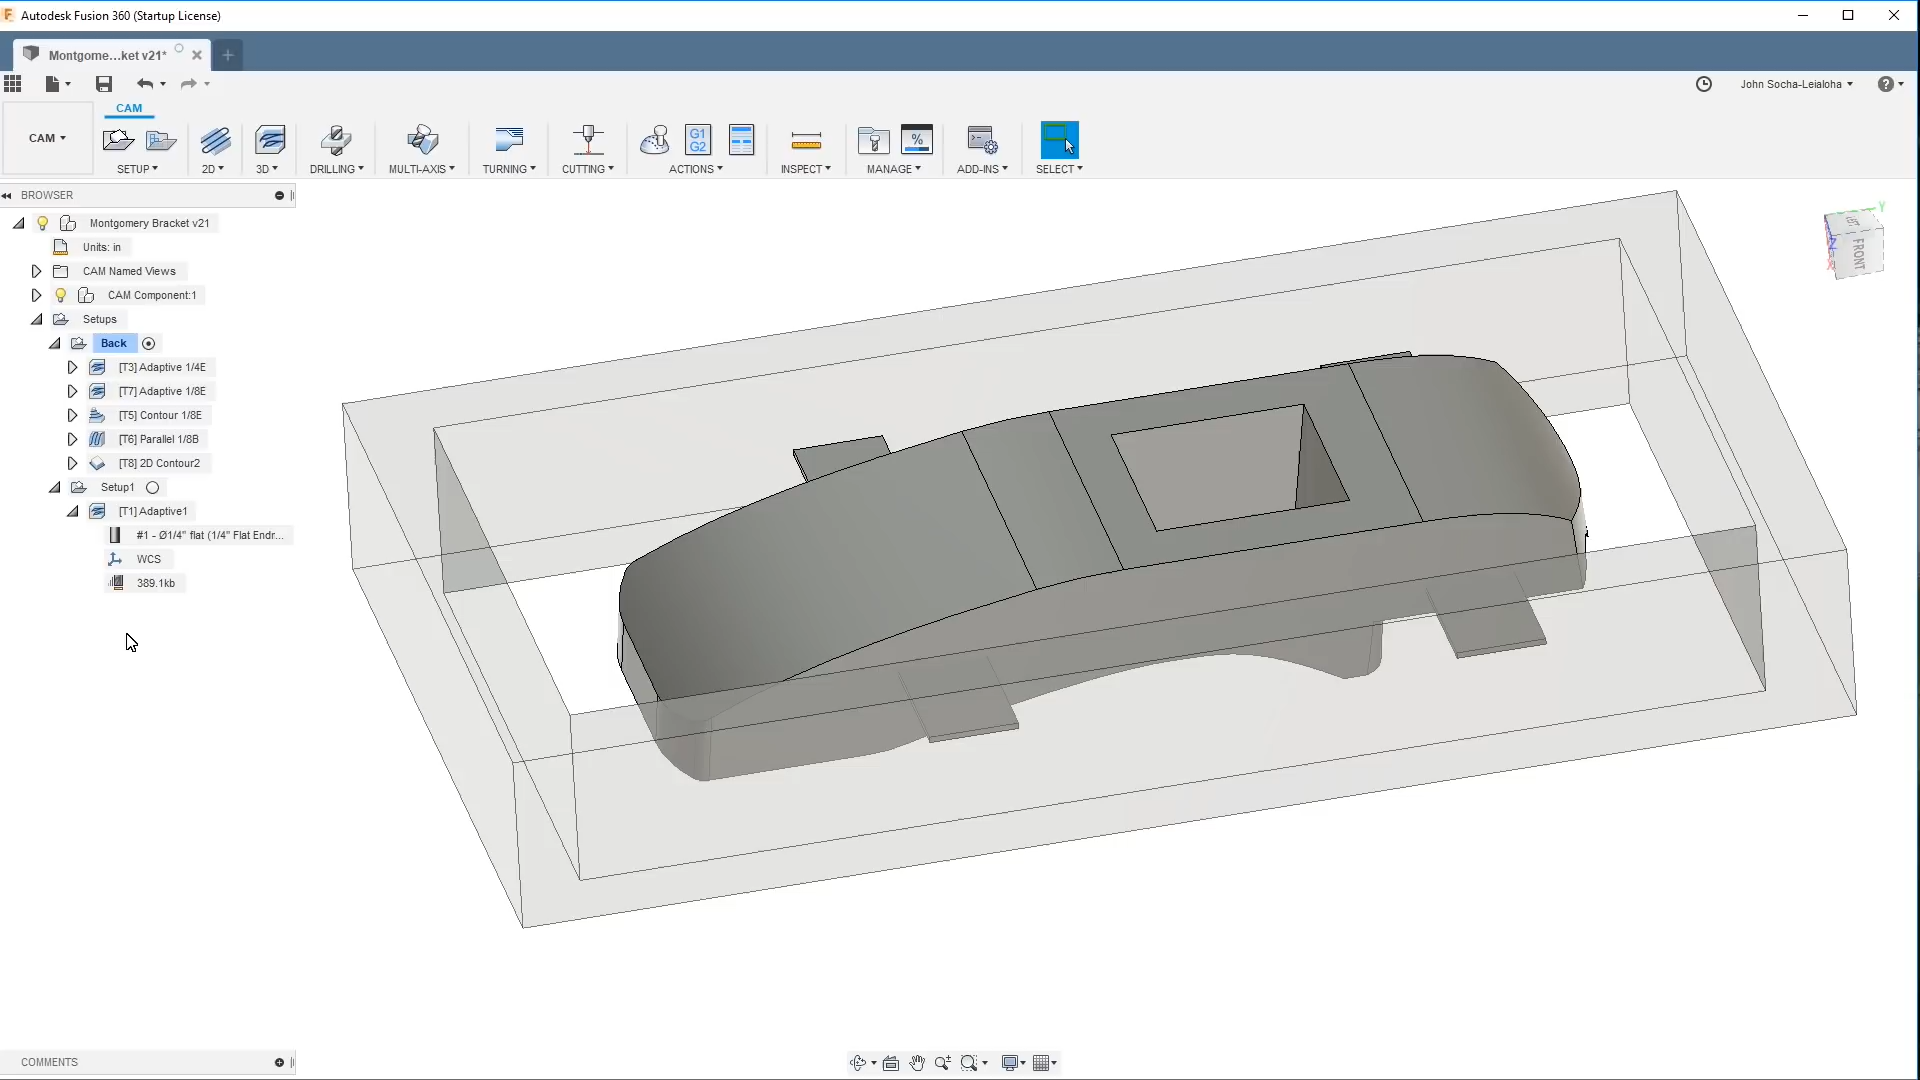 Autodesk Fusion 360 (Startup License)
Montgome...ket v21*
John Socha-Leialoha
CAM
CAM
G1
G2
%
SETUP
2D
3D
DRILLING
MULTI-AXIS
TURNING
CUTTING
ACTIONS
INSPECT
MANAGE
ADD-INS
SELECT
BROWSER
Montgomery Bracket v21
Units: in
CAM Named Views
CAM Component:1
Setups
Back
[T3] Adaptive 1/4E
[T7] Adaptive 1/8E
[T5] Contour 1/8E
[T6] Parallel 1/8B
[T8] 2D Contour2
Setup1
[T1] Adaptive1
#1 - Ø1/4" flat (1/4" Flat Endr...
WCS
389.1kb
Y
LEFT
FRONT
Z
X
COMMENTS